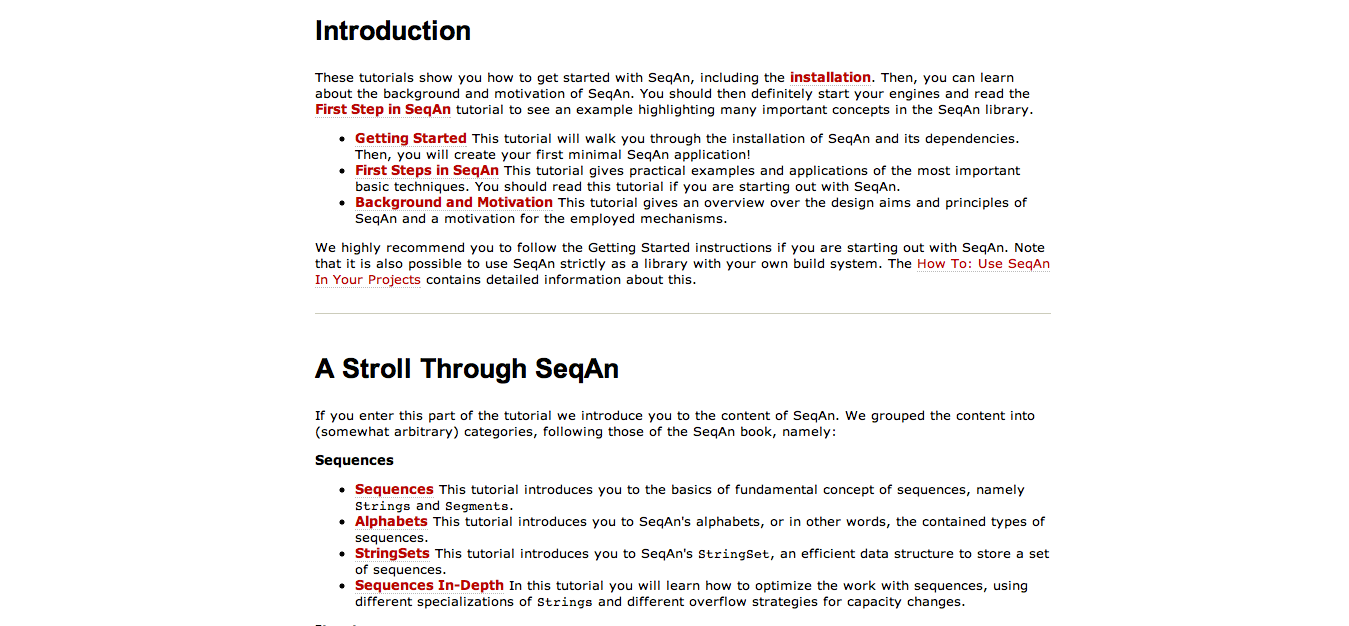 Introduction
These tutorials show you how to get started with SeqAn, including the installation. Then, you can learn
about the background and motivation of SeqAn. You should then definitely start your engines and read the
First Step in SeqAn tutorial to see an example highlighting many important concepts in the SeqAn library.
Getting Started This tutorial will walk you through the installation of SeqAn and its dependencies.
Then, you will create your first minimal SeqAn application!
First Steps in SeqAn This tutorial gives practical examples and applications of the most important
basic techniques. You should read this tutorial if you are starting out with SeqAn.
Background and Motivation This tutorial gives an overview over the design aims and principles of
SeqAn and a motivation for the employed mechanisms.
We highly recommend you to follow the Getting Started instructions if you are starting out with SeqAn. Note
that it is also possible to use SeqAn strictly as a library with your own build system. The How To: Use SeqAn
In Your Projects contains detailed information about this.
A Stroll Through SeqAn
If you enter this part of the tutorial we introduce you to the content of SeqAn. We grouped the content into
(somewhat arbitrary) categories, following those of the SeqAn book, namely:
Sequences
Sequences This tutorial introduces you to the basics of fundamental concept of sequences, namely
Strings and Segments.
Alphabets This tutorial introduces you to SeqAn's alphabets, or in other words, the contained types of
sequences.
StringSets This tutorial introduces you to SeqAn's StringSet, an efficient data structure to store a set
of sequences.
Sequences In-Depth In this tutorial you will learn how to optimize the work with sequences, using
different specializations of Strings and different overflow strategies for capacity changes.